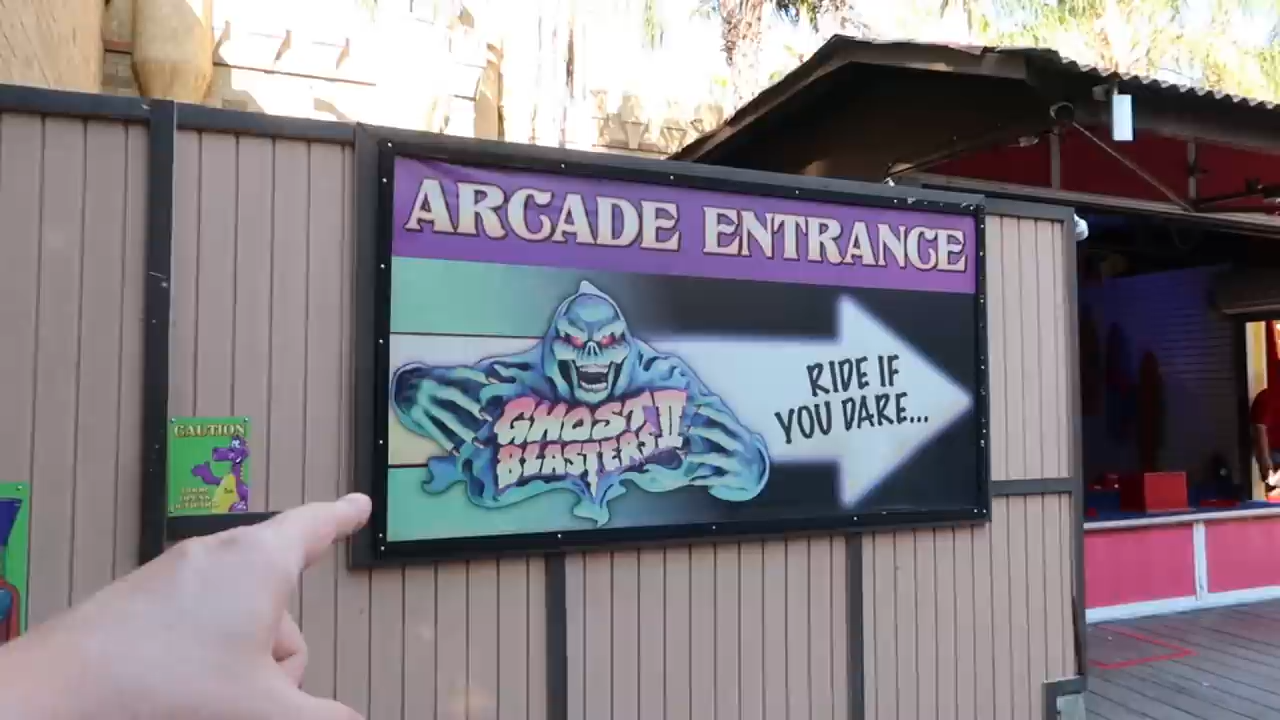 ARCADE ENTRANCE
GHOST
BLASTERS II
RIDE IF
YOU DARE...
CAUTION